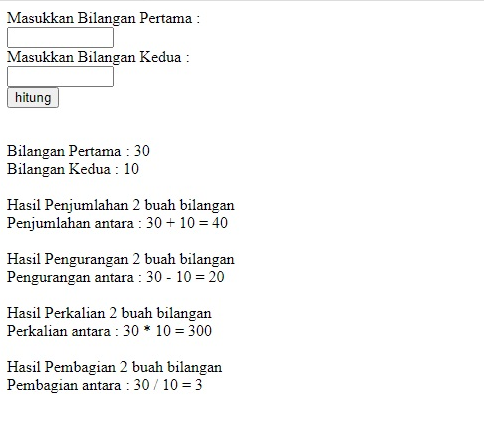 Masukkan Bilangan Pertama :
Masukkan Bilangan Kedua :
hitung
Bilangan Pertama : 30
Bilangan Kedua : 10
Hasil Penjumlahan 2 buah bilangan
Penjumlahan antara : 30 + 10 = 40
Hasil Pengurangan 2 buah bilangan
Pengurangan antara : 30 - 10 = 20
Hasil Perkalian 2 buah bilangan
Perkalian antara : 30 * 10 = 300
Hasil Pembagian 2 buah bilangan
Pembagian antara : 30 / 10 = 3